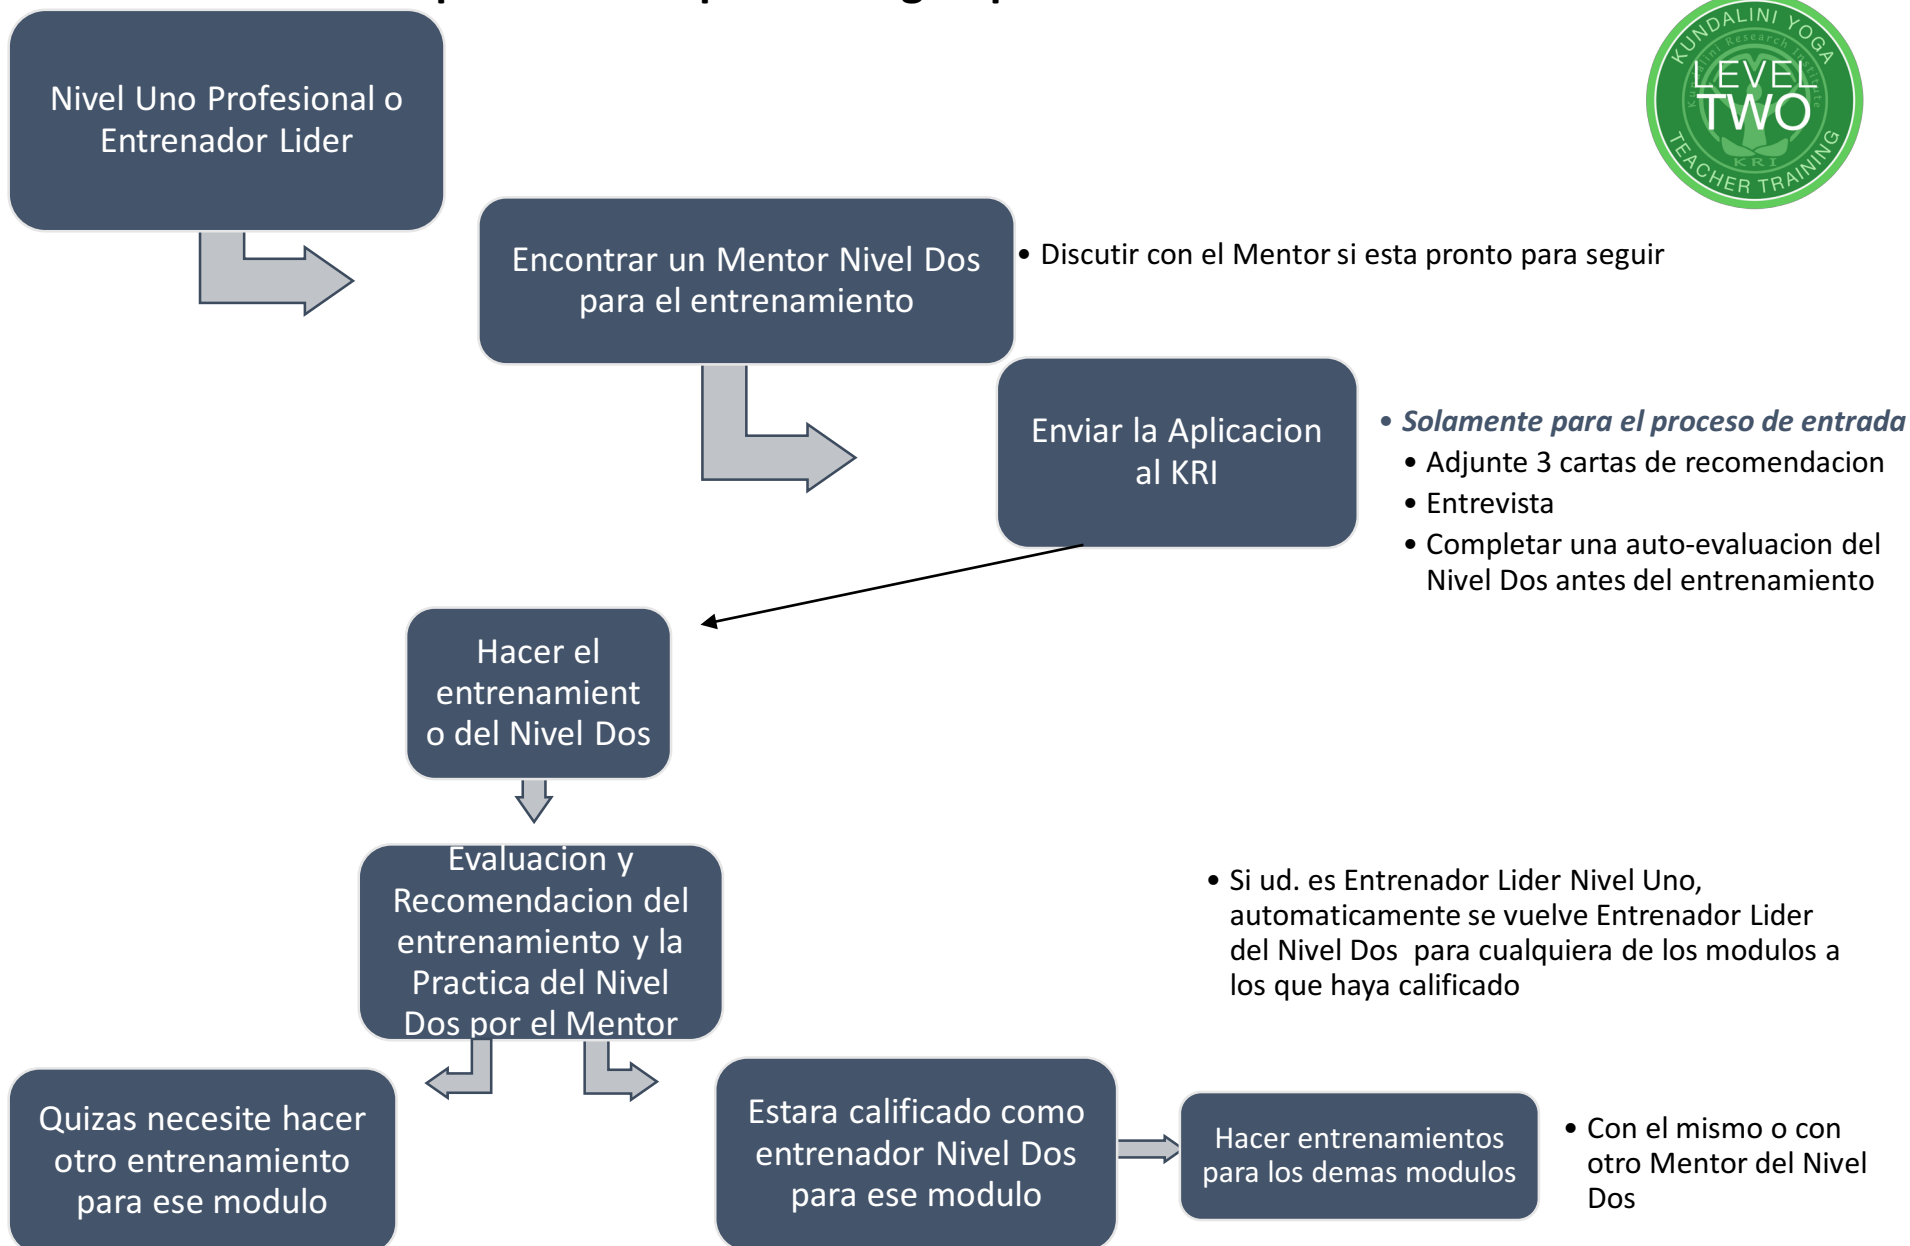 Nivel Uno Profesional o
Entrenador Lider
KUNDALINI YOGA
Kundalini Research Institute
LEVEL
TWO
KRI
TEACHER TRAINING
Encontrar un Mentor Nivel Dos
para el entrenamiento
• Discutir con el Mentor si esta pronto para seguir
Enviar la Aplicacion
al KRI
• Solamente para el proceso de entrada
• Adjunte 3 cartas de recomendacion
• Entrevista
• Completar una auto-evaluacion del
Nivel Dos antes del entrenamiento
Hacer el
entrenamient
o del Nivel Dos
Evaluacion y
Recomendacion del
entrenamiento y la
Practica del Nivel
Dos por el Mentor
• Si ud. es Entrenador Lider Nivel Uno,
automaticamente se vuelve Entrenador Lider
del Nivel Dos  para cualquiera de los modulos a
los que haya calificado
Quizas necesite hacer
otro entrenamiento
para ese modulo
Estara calificado como
entrenador Nivel Dos
para ese modulo
Hacer entrenamientos
para los demas modulos
• Con el mismo o con
otro Mentor del Nivel
Dos